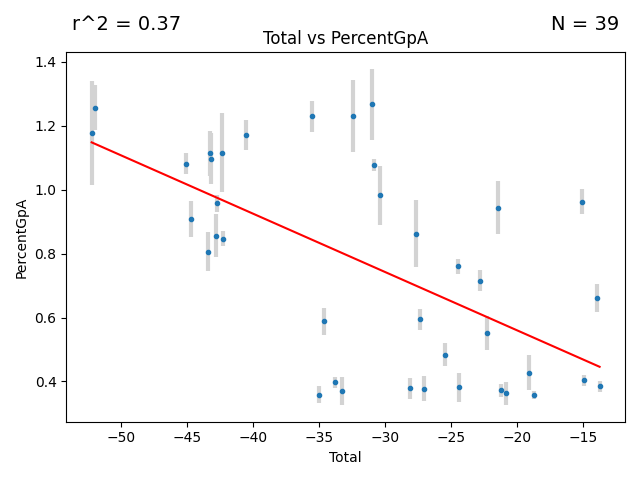 r^2 = 0.37
N = 39
Total vs PercentGpA
1.4
1.2
1.0
0.8
0.6
0.4
PercentGpA
−50
−45
−40
−35
−30
−25
−20
−15
Total